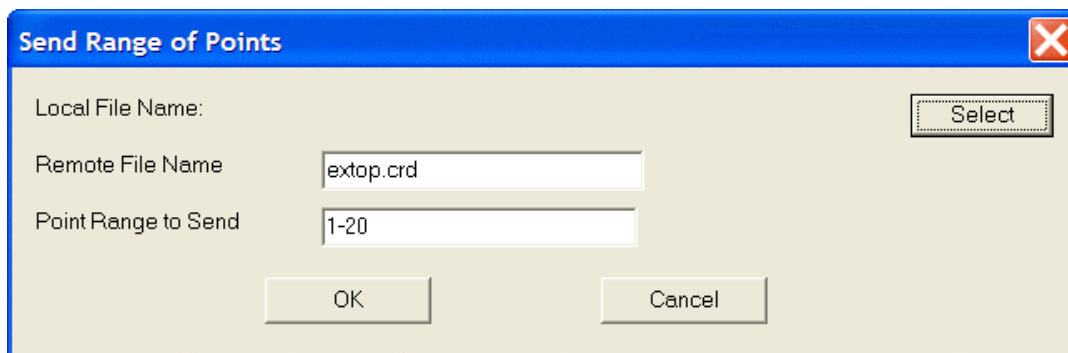 Send Range of Points
Local File Name: Select
Remote File Name extop.crd
Point Range to Send 1-20
OK Cancel